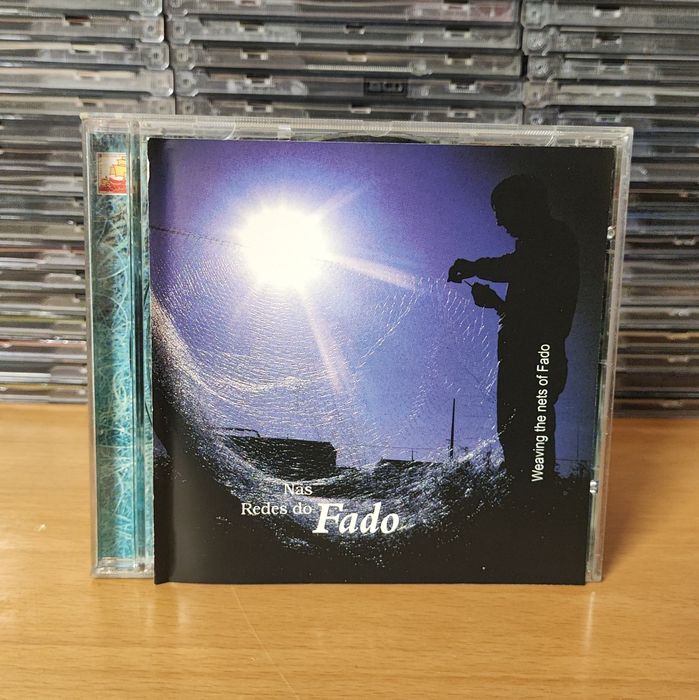 Nas
Redes do Fado
Weaving the nets of Fado